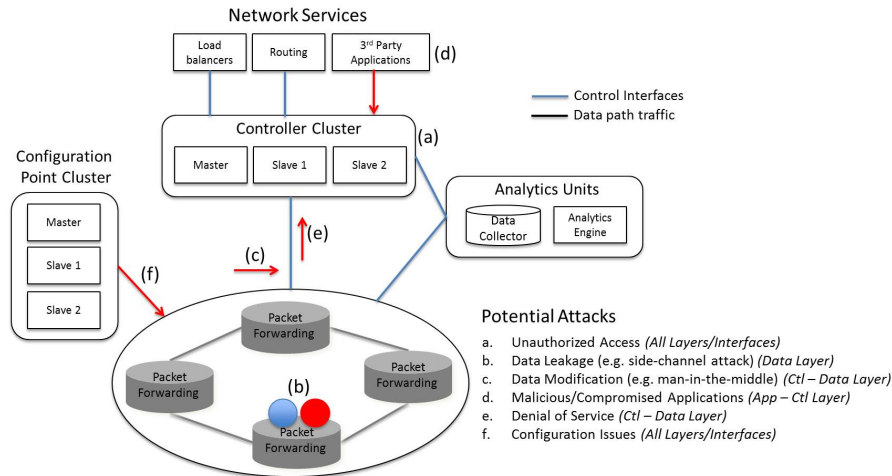 Network Services
Load
balancers
Routing
3rd Party
Applications
(d)
Control Interfaces
Data path traffic
Controller Cluster
(a)
Master
Slave 1
Slave 2
Configuration
Point Cluster
Master
Slave 1
Slave 2
Analytics Units
Data
Collector
Analytics
Engine
(e)
(c)
(f)
Packet
Forwarding
Packet
Forwarding
Packet
Forwarding
(b)
Packet
Forwarding
Potential Attacks
a. Unauthorized Access (All Layers/Interfaces)
b. Data Leakage (e.g. side-channel attack) (Data Layer)
c. Data Modification (e.g. man-in-the-middle) (Ctl – Data Layer)
d. Malicious/Compromised Applications (App – Ctl Layer)
e. Denial of Service (Ctl – Data Layer)
f. Configuration Issues (All Layers/Interfaces)